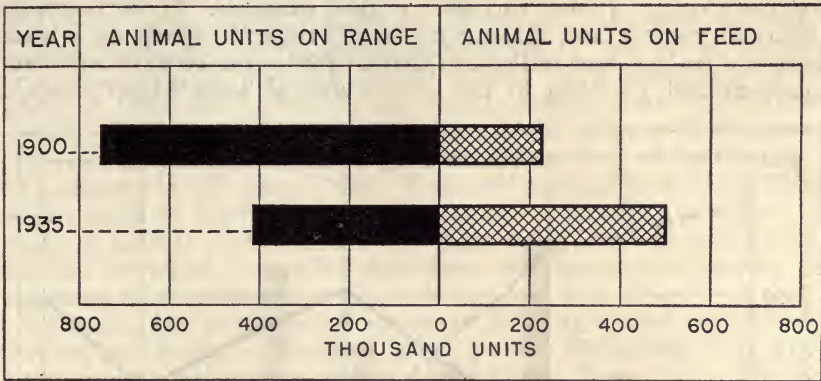 YEAR ANIMAL UNITS ON RANGE ANIMAL UNITS ON FEED
1900
1935
800 600 400 200 0 200 400 600 800
THOUSAND UNITS